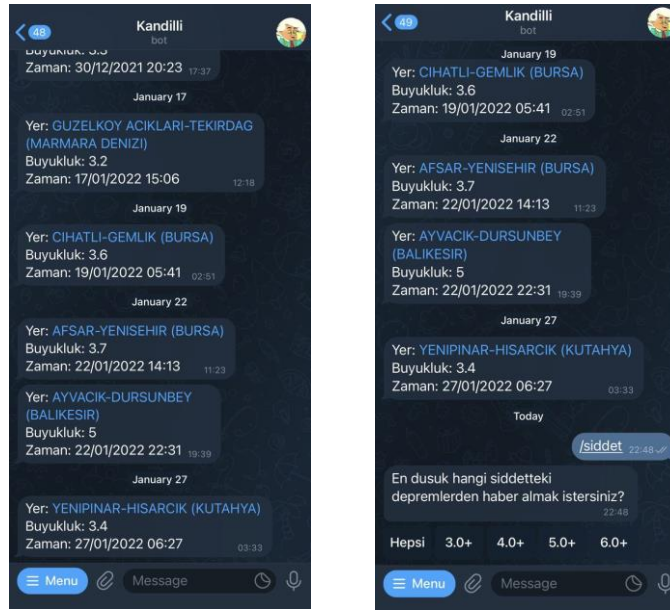 48
Kandilli
bot
Buyukluk: 3.3
Zaman: 30/12/2021 20:23 17:37
January 17
Yer: GUZELKOY ACIKLARI-TEKIRDAG
(MARMARA DENIZI)
Buyukluk: 3.2
Zaman: 17/01/2022 15:06 12:18
January 19
Yer: CIHATLI-GEMLIK (BURSA)
Buyukluk: 3.6
Zaman: 19/01/2022 05:41 02:51
January 22
Yer: AFSAR-YENISEHIR (BURSA)
Buyukluk: 3.7
Zaman: 22/01/2022 14:13 11:23
Yer: AYVACIK-DURSUNBEY
(BALIKESIR)
Buyukluk: 5
Zaman: 22/01/2022 22:31 19:39
January 27
Yer: YENIPINAR-HISARCIK (KUTAHYA)
Buyukluk: 3.4
Zaman: 27/01/2022 06:27 03:33
Menu
Message
49
Kandilli
bot
January 19
Yer: CIHATLI-GEMLIK (BURSA)
Buyukluk: 3.6
Zaman: 19/01/2022 05:41 02:51
January 22
Yer: AFSAR-YENISEHIR (BURSA)
Buyukluk: 3.7
Zaman: 22/01/2022 14:13 11:23
Yer: AYVACIK-DURSUNBEY
(BALIKESIR)
Buyukluk: 5
Zaman: 22/01/2022 22:31 19:39
January 27
Yer: YENIPINAR-HISARCIK (KUTAHYA)
Buyukluk: 3.4
Zaman: 27/01/2022 06:27 03:33
Today
/siddet 22:48
En dusuk hangi siddetteki
depremlerden haber almak istersiniz?
22:48
Hepsi 3.0+ 4.0+ 5.0+ 6.0+
Menu
Message